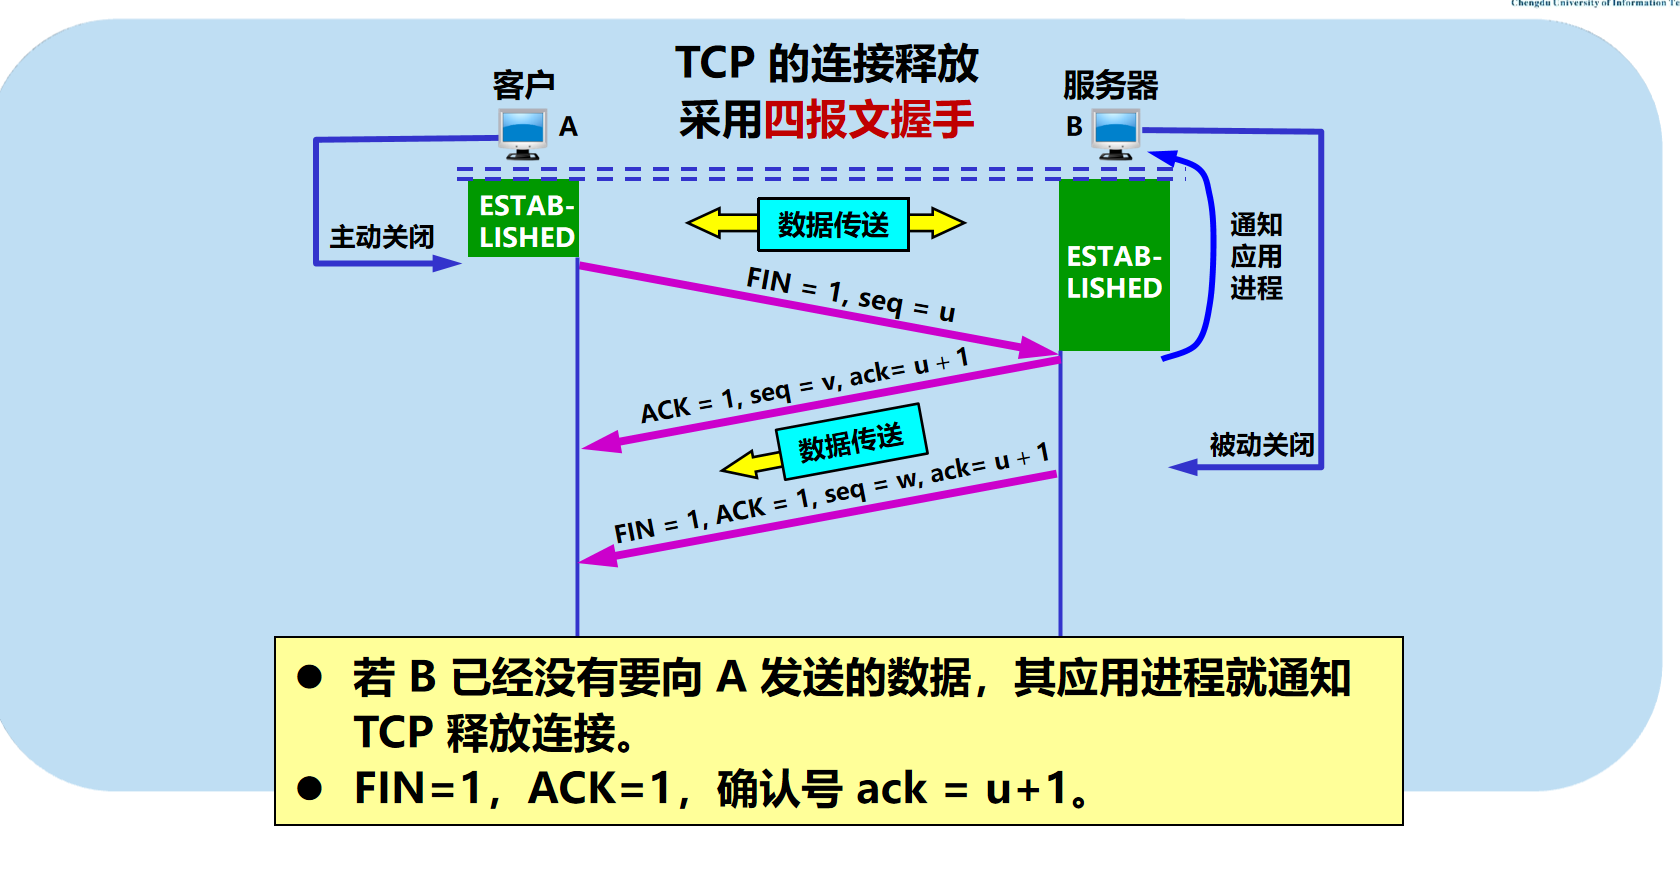 Chengdu University of Information Te
TCP 的连接释放
采用四报文握手
客户
服务器
A
B
ESTAB-
LISHED
主动关闭
数据传送
ESTAB-
LISHED
通知
应用
进程
FIN = 1, seq = u
ACK = 1, seq = v, ack= u + 1
数据传送
被动关闭
FIN = 1, ACK = 1, seq = w, ack= u + 1
● 若 B 已经没有要向 A 发送的数据，其应用进程就通知
TCP 释放连接。
● FIN=1，ACK=1，确认号 ack = u+1。